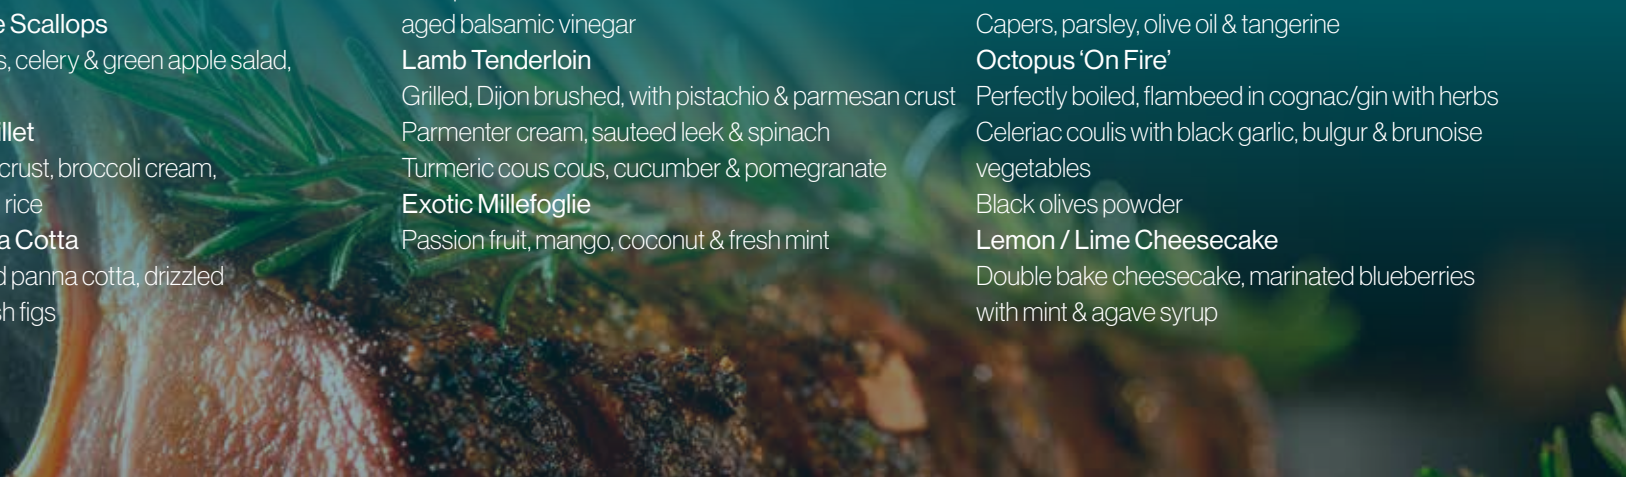 Scallops
celery & green apple salad,
crust, broccoli cream,
rice
Cotta
panna cotta, drizzled
figs
aged balsamic vinegar
Lamb Tenderloin
Grilled, Dijon brushed, with pistachio & parmesan crust
Parmenter cream, sauteed leek & spinach
Turmeric cous cous, cucumber & pomegranate
Exotic Millefoglie
Passion fruit, mango, coconut & fresh mint
Capers, parsley, olive oil & tangerine
Octopus ‘On Fire’
Perfectly boiled, flambeed in cognac/gin with herbs
Celeriac coulis with black garlic, bulgur & brunoise
vegetables
Black olives powder
Lemon / Lime Cheesecake
Double bake cheesecake, marinated blueberries
with mint & agave syrup